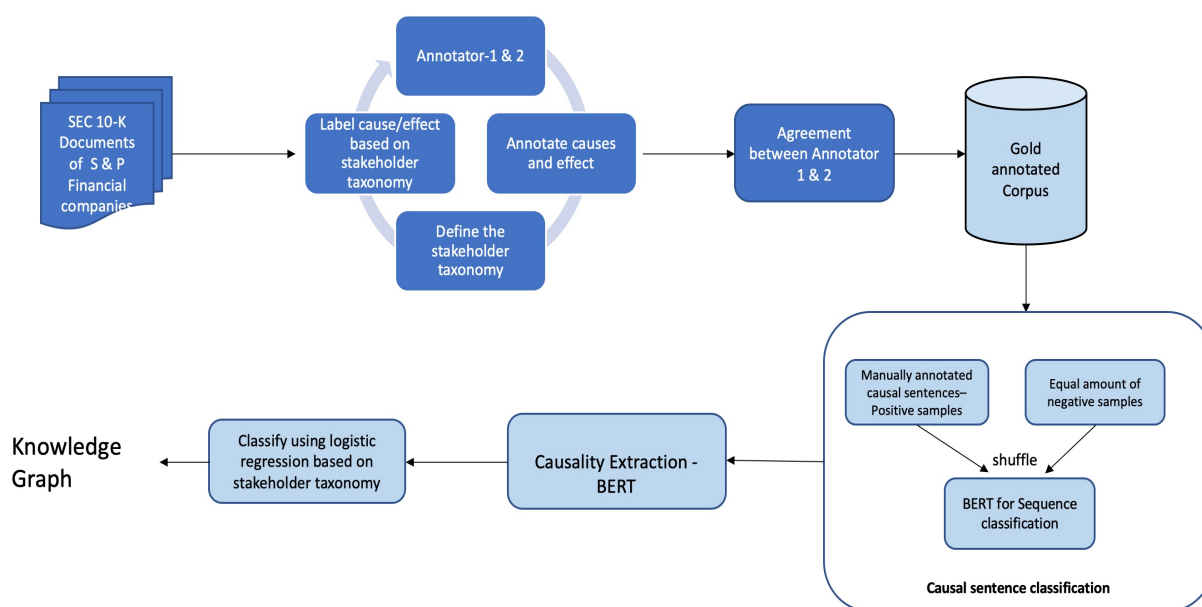 SEC 10-K
Documents
of S & P
Financial
companies
Annotator-1 & 2
Label cause/effect
based on
stakeholder
taxonomy
Annotate causes
and effect
Define the
stakeholder
taxonomy
Agreement
between Annotator
1 & 2
Gold
annotated
Corpus
Manually annotated
causal sentences–
Positive samples
Equal amount of
negative samples
shuffle
BERT for Sequence
classification
Causal sentence classification
Causality Extraction -
BERT
Classify using logistic
regression based on
stakeholder taxonomy
Knowledge
Graph